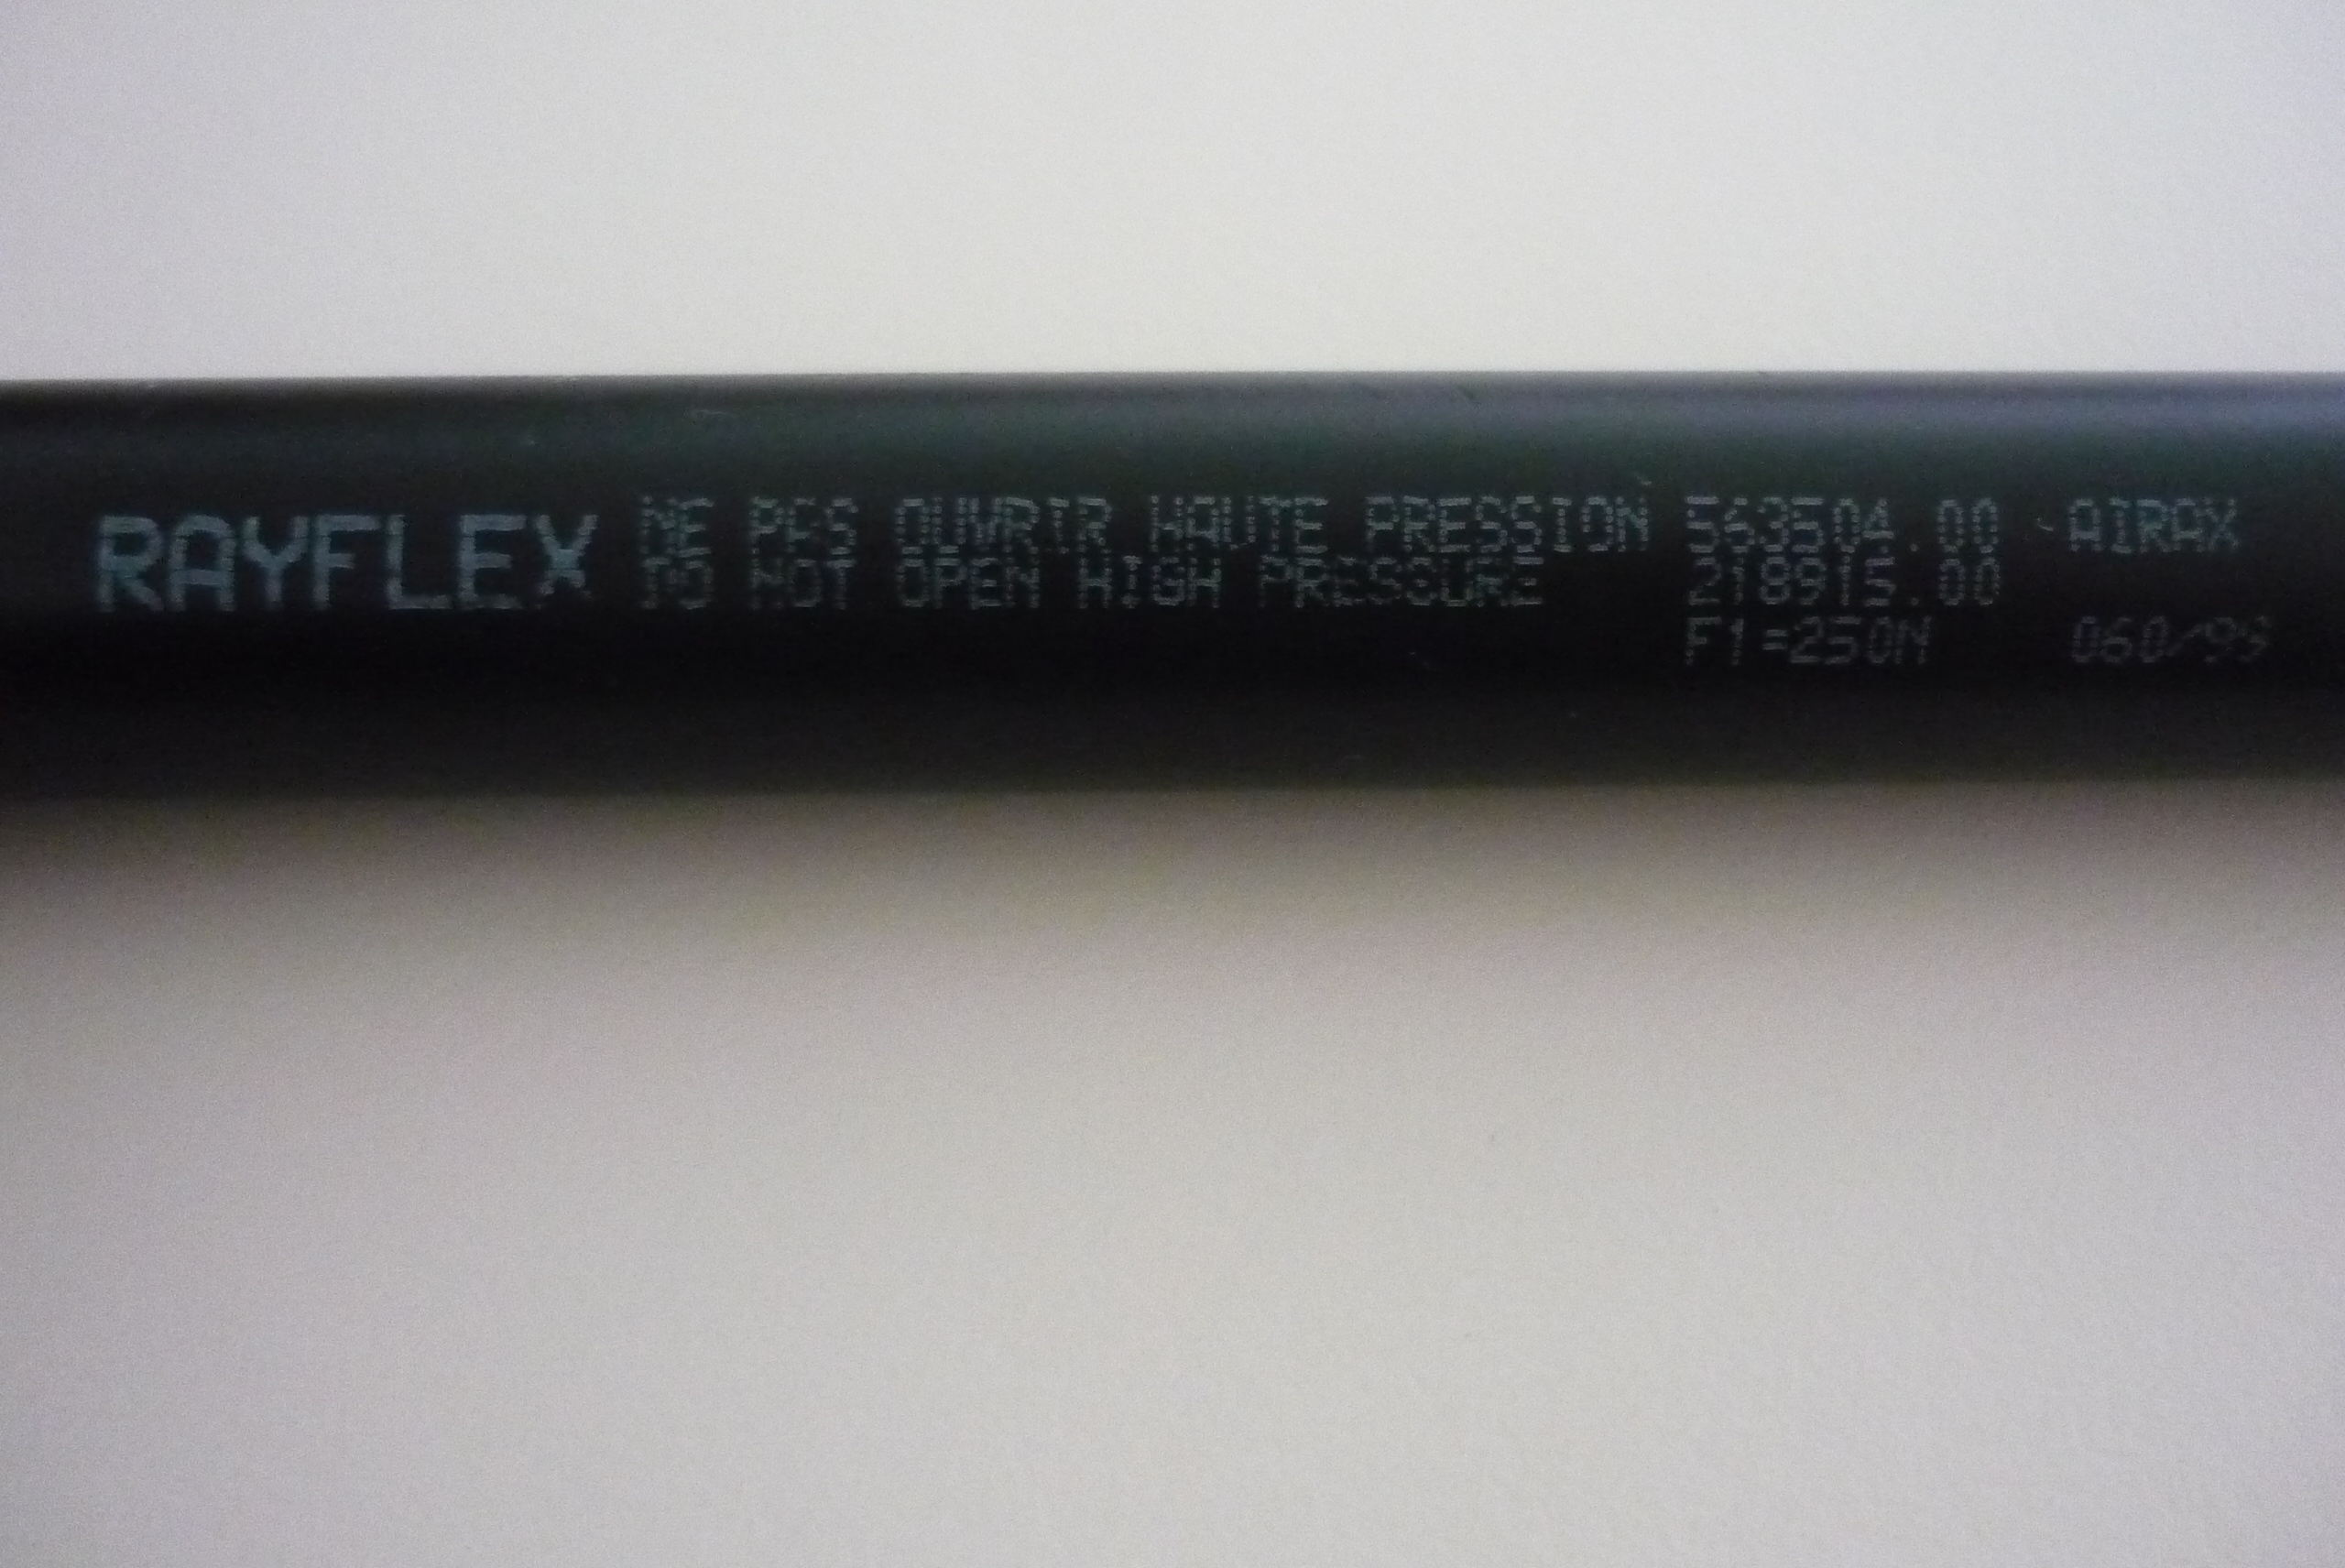 RAYFLEX
NE PAS OUVRIR HAUTE PRESSION 563504.00 AIRAX
DO NOT OPEN HIGH PRESSURE 218915.00
F1=250N 060/99